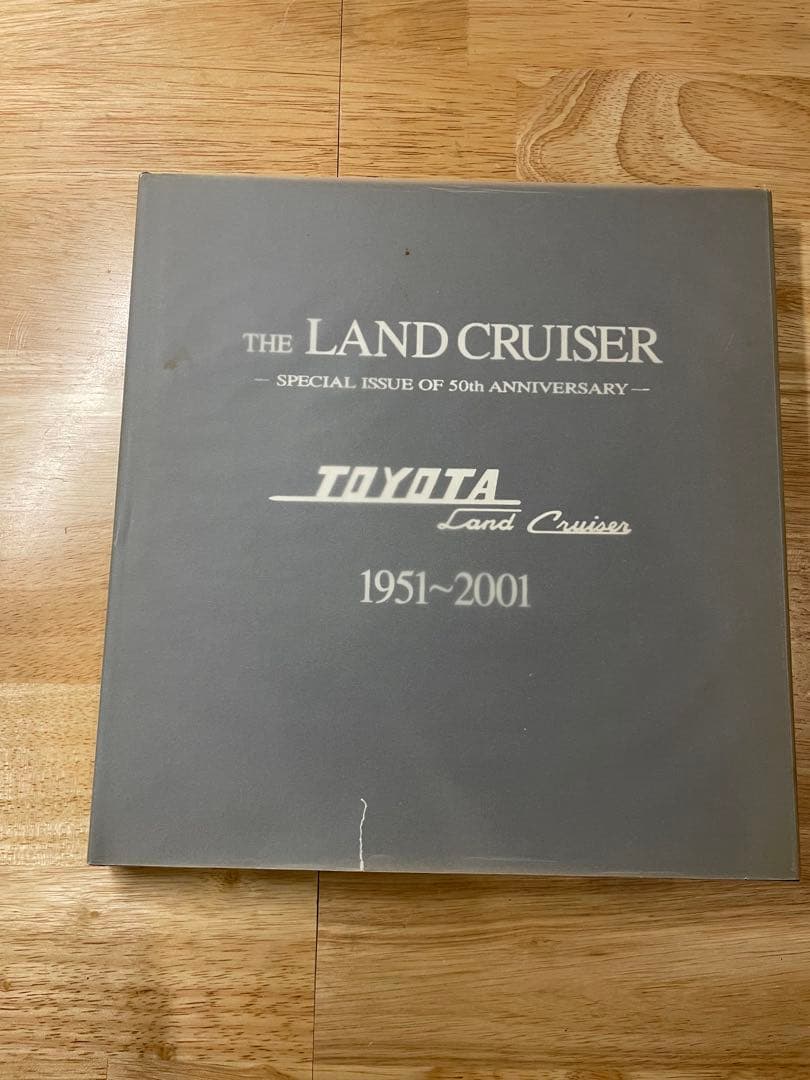 THE LAND CRUISER
— SPECIAL ISSUE OF 50th ANNIVERSARY —
TOYOTA
Land Cruiser
1951~2001